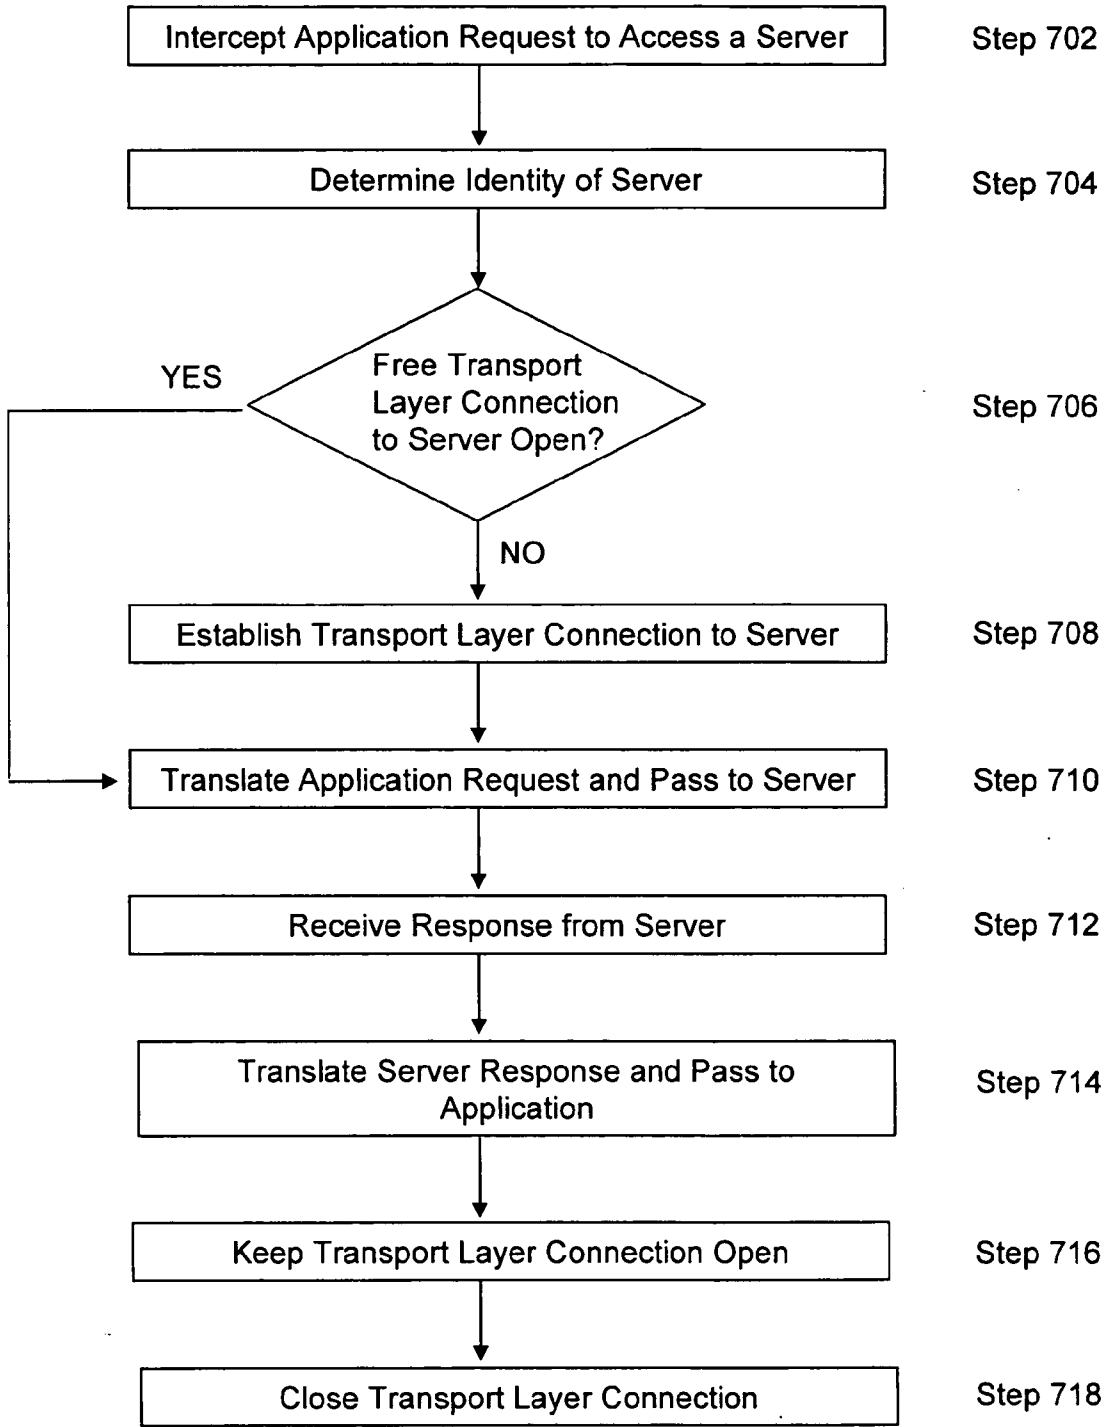 Intercept Application Request to Access a Server
Step 702
Determine Identity of Server
Step 704
YES
Free Transport
Layer Connection
to Server Open?
Step 706
NO
Establish Transport Layer Connection to Server
Step 708
Translate Application Request and Pass to Server
Step 710
Receive Response from Server
Step 712
Translate Server Response and Pass to
Application
Step 714
Keep Transport Layer Connection Open
Step 716
Close Transport Layer Connection
Step 718